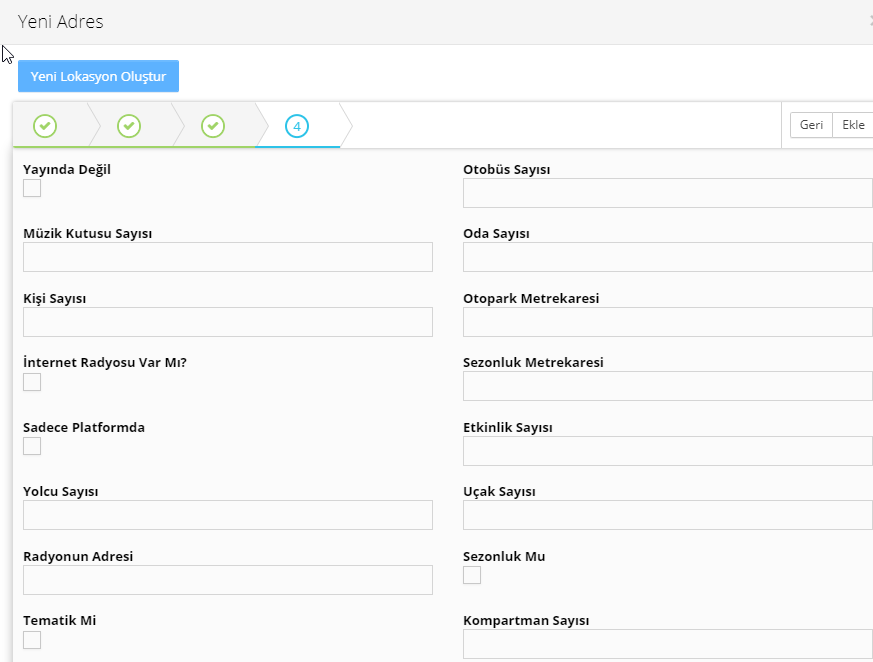 Yeni Adres
Yeni Lokasyon Oluştur
4
Geri Ekle
Yayında Değil
Otobüs Sayısı
Müzik Kutusu Sayısı
Oda Sayısı
Kişi Sayısı
Otopark Metrekaresi
İnternet Radyosu Var Mı?
Sezonluk Metrekaresi
Sadece Platformda
Etkinlik Sayısı
Yolcu Sayısı
Uçak Sayısı
Radyonun Adresi
Sezonluk Mu
Tematik Mi
Kompartman Sayısı